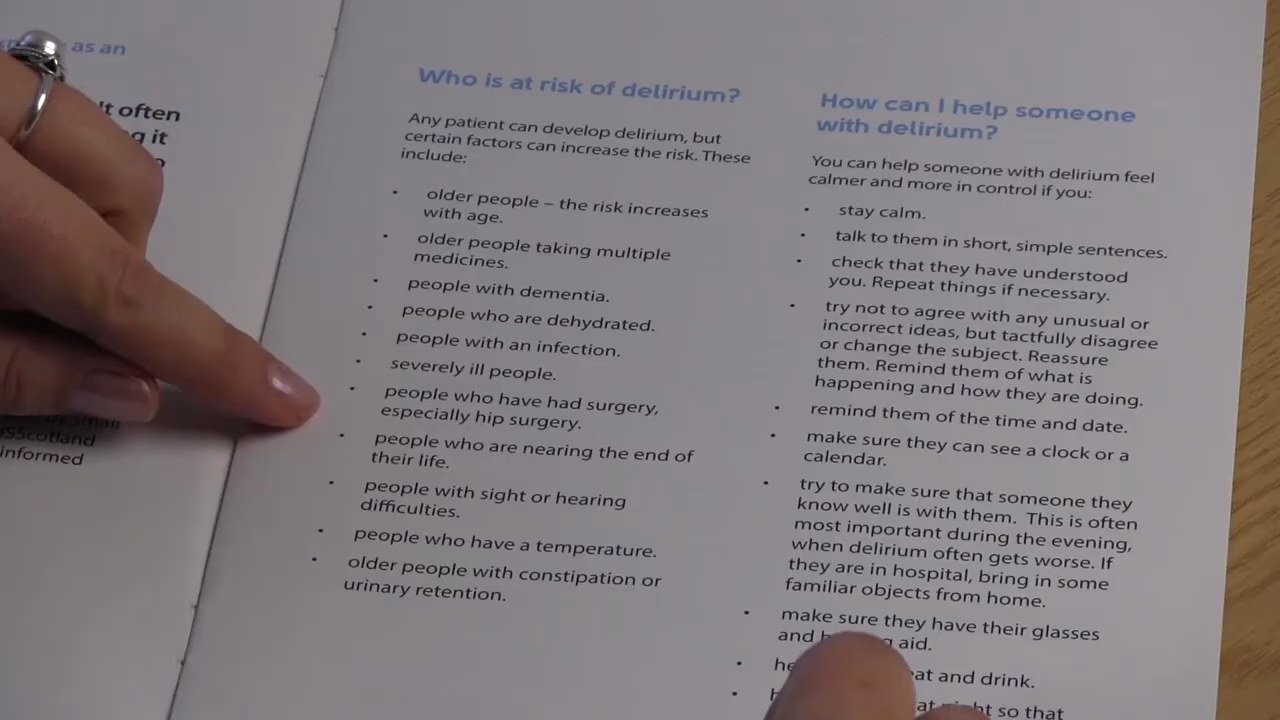 as an
It often
it
Small
informed
Who is at risk of delirium?
Any patient can develop delirium, but
certain factors can increase the risk. These
include:
• older people – the risk increases
with age.
• older people taking multiple
medicines.
• people with dementia.
• people who are dehydrated.
• people with an infection.
• severely ill people.
• people who have had surgery,
especially hip surgery.
• people who are nearing the end of
their life.
• people with sight or hearing
difficulties.
• people who have a temperature.
• older people with constipation or
urinary retention.
How can I help someone
with delirium?
You can help someone with delirium feel
calmer and more in control if you:
• stay calm.
• talk to them in short, simple sentences.
• check that they have understood
you. Repeat things if necessary.
• try not to agree with any unusual or
incorrect ideas, but tactfully disagree
or change the subject. Reassure
them. Remind them of what is
happening and how they are doing.
• remind them of the time and date.
• make sure they can see a clock or a
calendar.
• try to make sure that someone they
know well is with them. This is often
most important during the evening,
when delirium often gets worse. If
they are in hospital, bring in some
familiar objects from home.
• make sure they have their glasses
and aid.
• eat and drink.
• at night so that